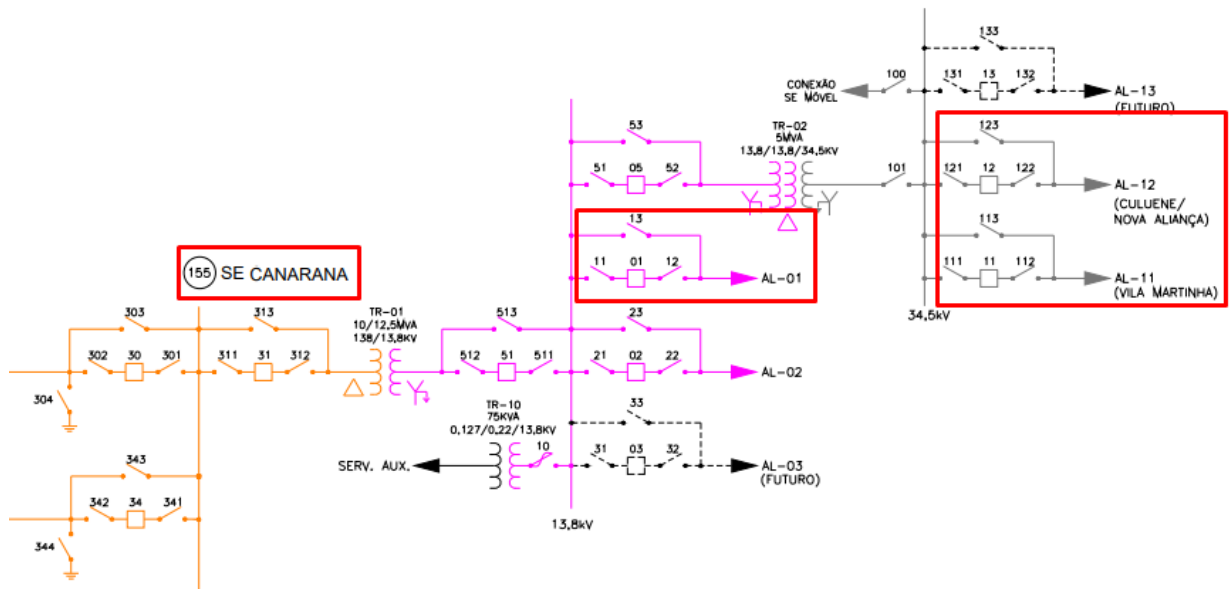 133
100
131
13
132
CONEXÃO
SE MÓVEL
AL-13
(FUTURO)
53
TR-02
5MVA
13,8/13,8/34,5kV
123
51
05
52
101
121
12
122
AL-12
(CULUENE/
NOVA ALIANÇA)
13
113
11
01
12
AL-01
111
11
112
AL-11
(VILA MARTINHA)
34,5kV
155
SE CANARANA
303
313
TR-01
10/12,5MVA
138/13,8kV
513
23
302
30
301
311
31
312
512
51
511
21
02
22
AL-02
304
TR-10
75KVA
0,127/0,22/13,8KV
33
10
31
03
32
SERV. AUX.
AL-03
(FUTURO)
343
342
34
341
13,8kV
344